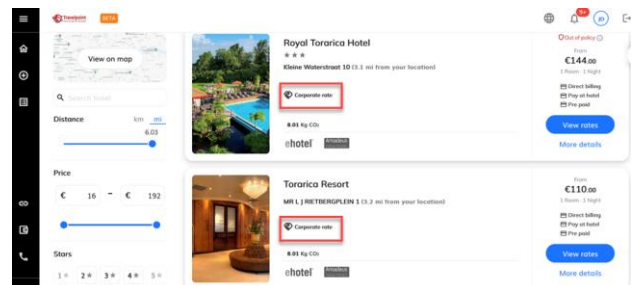 Travelpoint
BETA
9+
View on map
Search hotel
Distance
km
mi
6.03
Price
€ 16 - € 192
Stars
1 2 3 4 5
Royal Torarica Hotel
Kleine Waterstraat 10 (3.1 mi from your location)
Corporate rate
8.01 Kg CO₂
ehotel
Amadeus
Out of policy
From
€144.00
1 Room · 1 Night
Direct billing
Pay at hotel
Pre paid
View rates
More details
Torarica Resort
MR L J RIETBERGPLEIN 1 (3.2 mi from your location)
Corporate rate
8.01 Kg CO₂
ehotel
Amadeus
From
€110.00
1 Room · 1 Night
Direct billing
Pay at hotel
Pre paid
View rates
More details